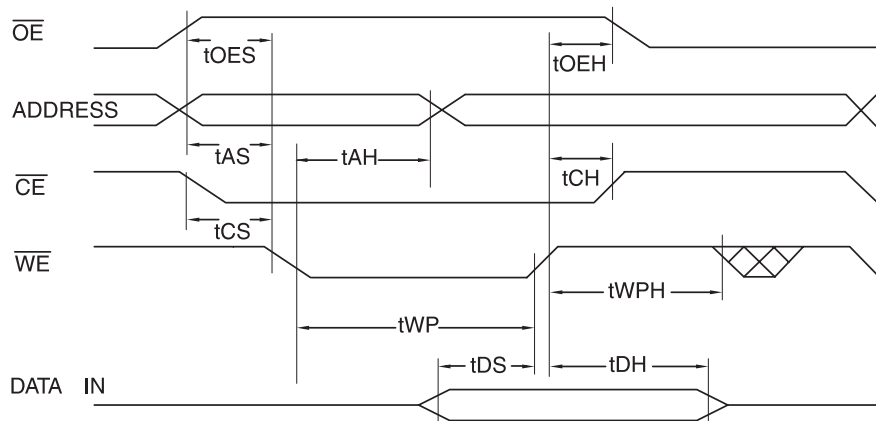 OE
tOES
tOEH
ADDRESS
tAS
tAH
tCH
CE
tCS
WE
tWPH
tWP
tDS
tDH
DATA IN